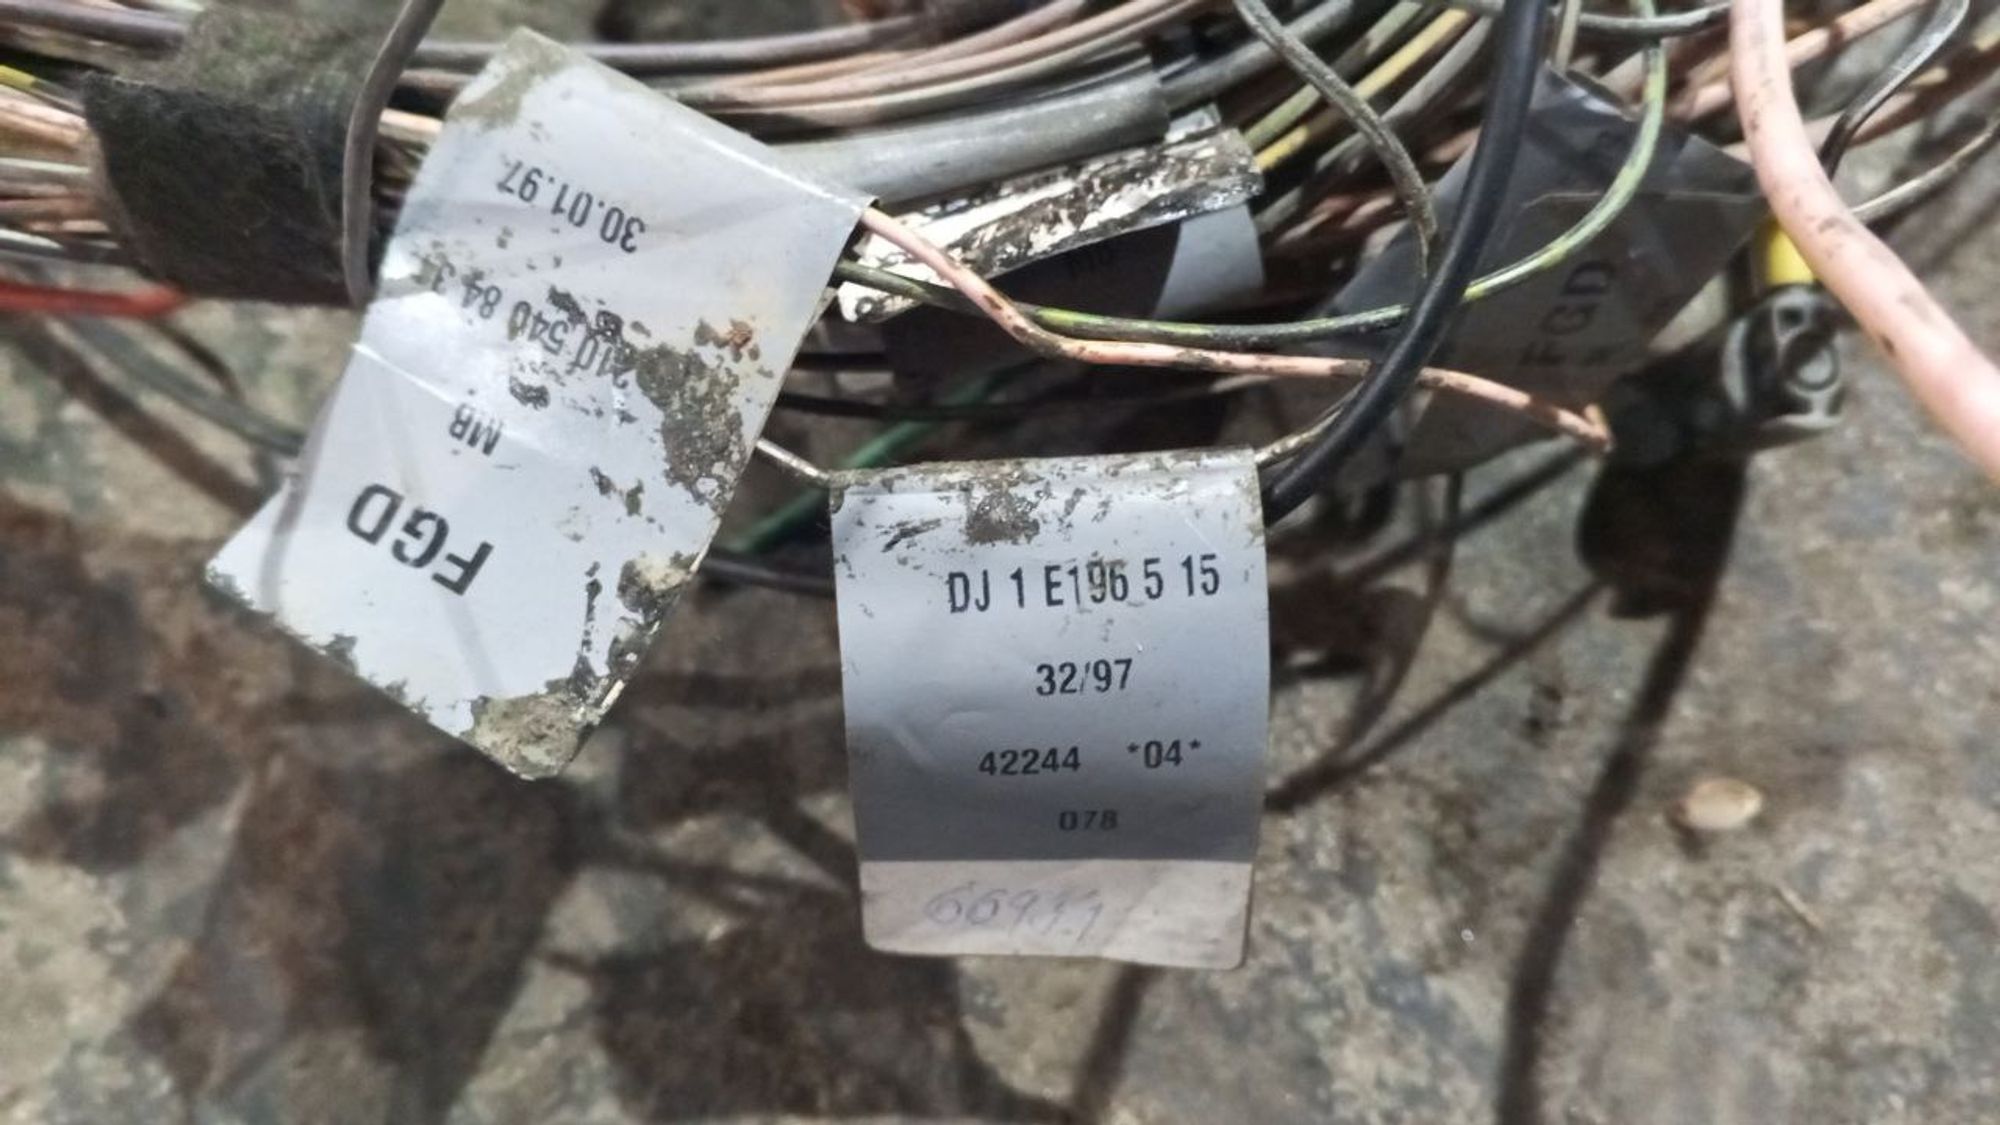 30.01.97
210 540 84 3
MB
FGD
DJ 1 E196 5 15
32/97
42244 *04*
078
FGD